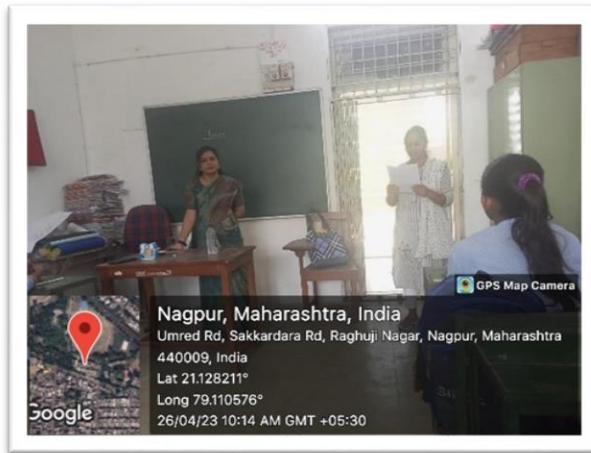 GPS Map Camera
Nagpur, Maharashtra, India
Umred Rd, Sakkardara Rd, Raghuji Nagar, Nagpur, Maharashtra
440009, India
Lat 21.128211°
Long 79.110576°
26/04/23 10:14 AM GMT +05:30
Google